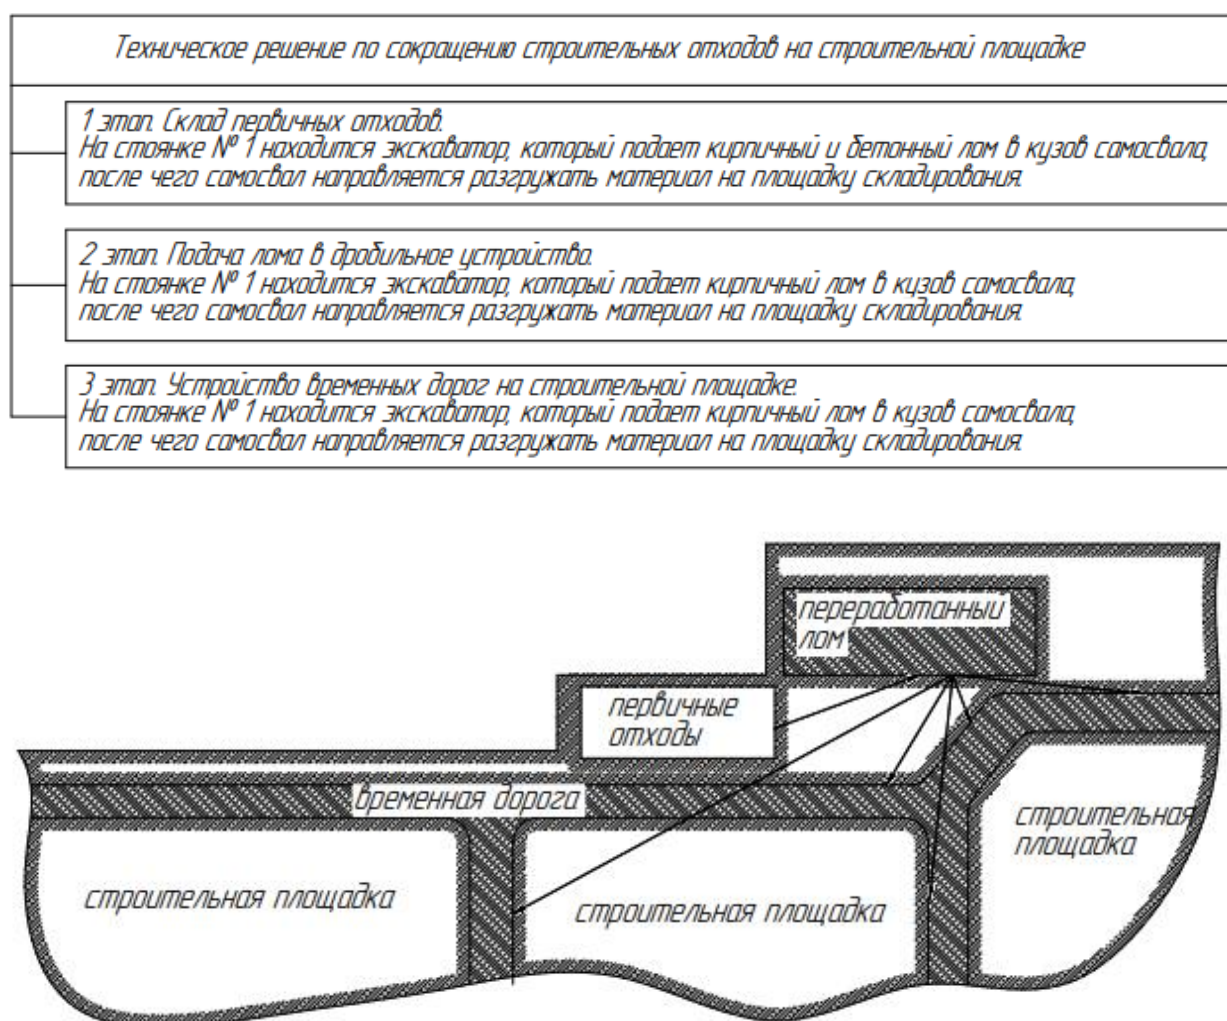 Техническое решение по сокращению строительных отходов на строительной площадке
1 этап. Склад первичных отходов.
На стоянке № 1 находится экскаватор, который подает кирпичный и бетонный лом в кузов самосвала,
после чего самосвал направляется разгружать материал на площадку складирования.
2 этап. Подача лома в дробильное устройство.
На стоянке № 1 находится экскаватор, который подает кирпичный лом в кузов самосвала,
после чего самосвал направляется разгружать материал на площадку складирования.
3 этап. Устройство временных дорог на строительной площадке.
На стоянке № 1 находится экскаватор, который подает кирпичный лом в кузов самосвала,
после чего самосвал направляется разгружать материал на площадку складирования.
переработанный
лом
первичные
отходы
временная дорога
строительная
площадка
строительная площадка
строительная площадка